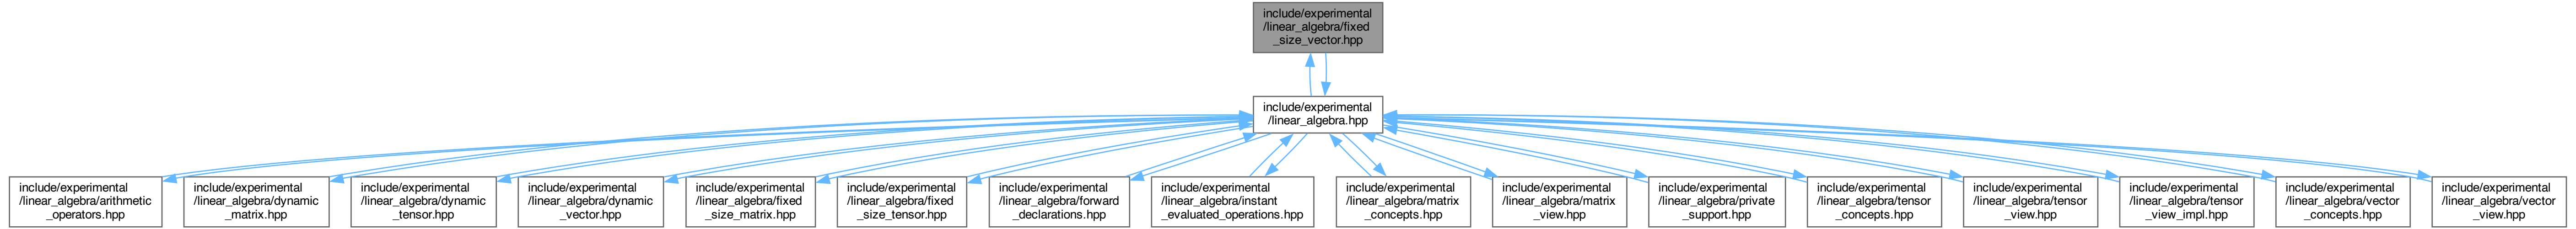 include/experimental
/linear_algebra/fixed
_size_vector.hpp
include/experimental
/linear_algebra.hpp
include/experimental
/linear_algebra/arithmetic
_operators.hpp
include/experimental
/linear_algebra/dynamic
_matrix.hpp
include/experimental
/linear_algebra/dynamic
_tensor.hpp
include/experimental
/linear_algebra/dynamic
_vector.hpp
include/experimental
/linear_algebra/fixed
_size_matrix.hpp
include/experimental
/linear_algebra/fixed
_size_tensor.hpp
include/experimental
/linear_algebra/forward
_declarations.hpp
include/experimental
/linear_algebra/instant
_evaluated_operations.hpp
include/experimental
/linear_algebra/matrix
_concepts.hpp
include/experimental
/linear_algebra/matrix
_view.hpp
include/experimental
/linear_algebra/private
_support.hpp
include/experimental
/linear_algebra/tensor
_concepts.hpp
include/experimental
/linear_algebra/tensor
_view.hpp
include/experimental
/linear_algebra/tensor
_view_impl.hpp
include/experimental
/linear_algebra/vector
_concepts.hpp
include/experimental
/linear_algebra/vector
_view.hpp